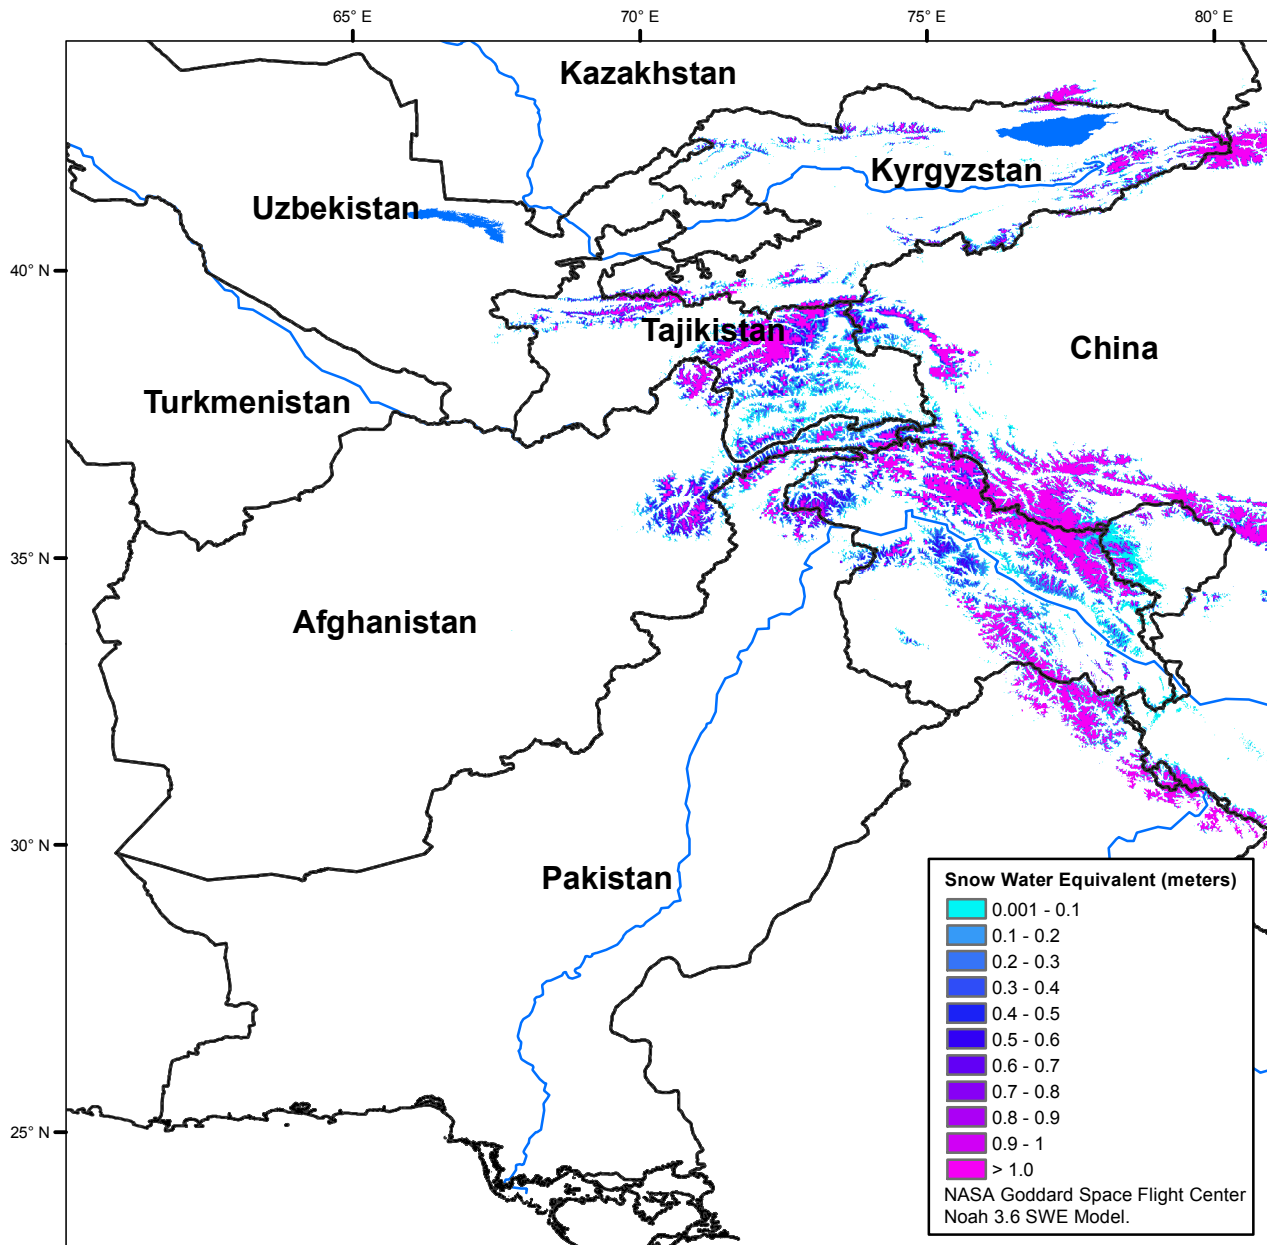 65° E
70° E
75° E
80° E
Kazakhstan
Kyrgyzstan
Uzbekistan
40° N
Tajikistan
China
Turkmenistan
35° N
Afghanistan
30° N
Pakistan
25° N
Snow Water Equivalent (meters)
0.001 - 0.1
0.1 - 0.2
0.2 - 0.3
0.3 - 0.4
0.4 - 0.5
0.5 - 0.6
0.6 - 0.7
0.7 - 0.8
0.8 - 0.9
0.9 - 1
> 1.0
NASA Goddard Space Flight Center
Noah 3.6 SWE Model.